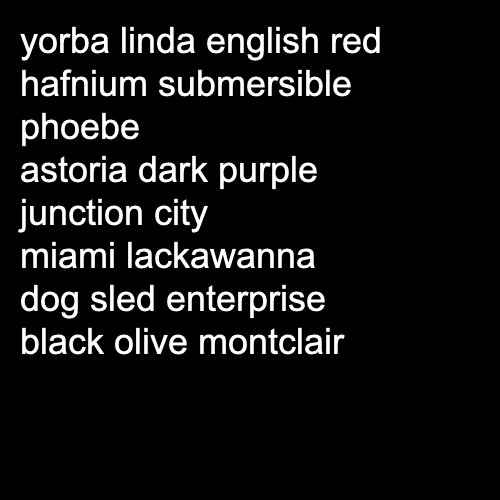 yorba linda english red
hafnium submersible
phoebe
astoria dark purple
junction city
miami lackawanna
dog sled enterprise
black olive montclair